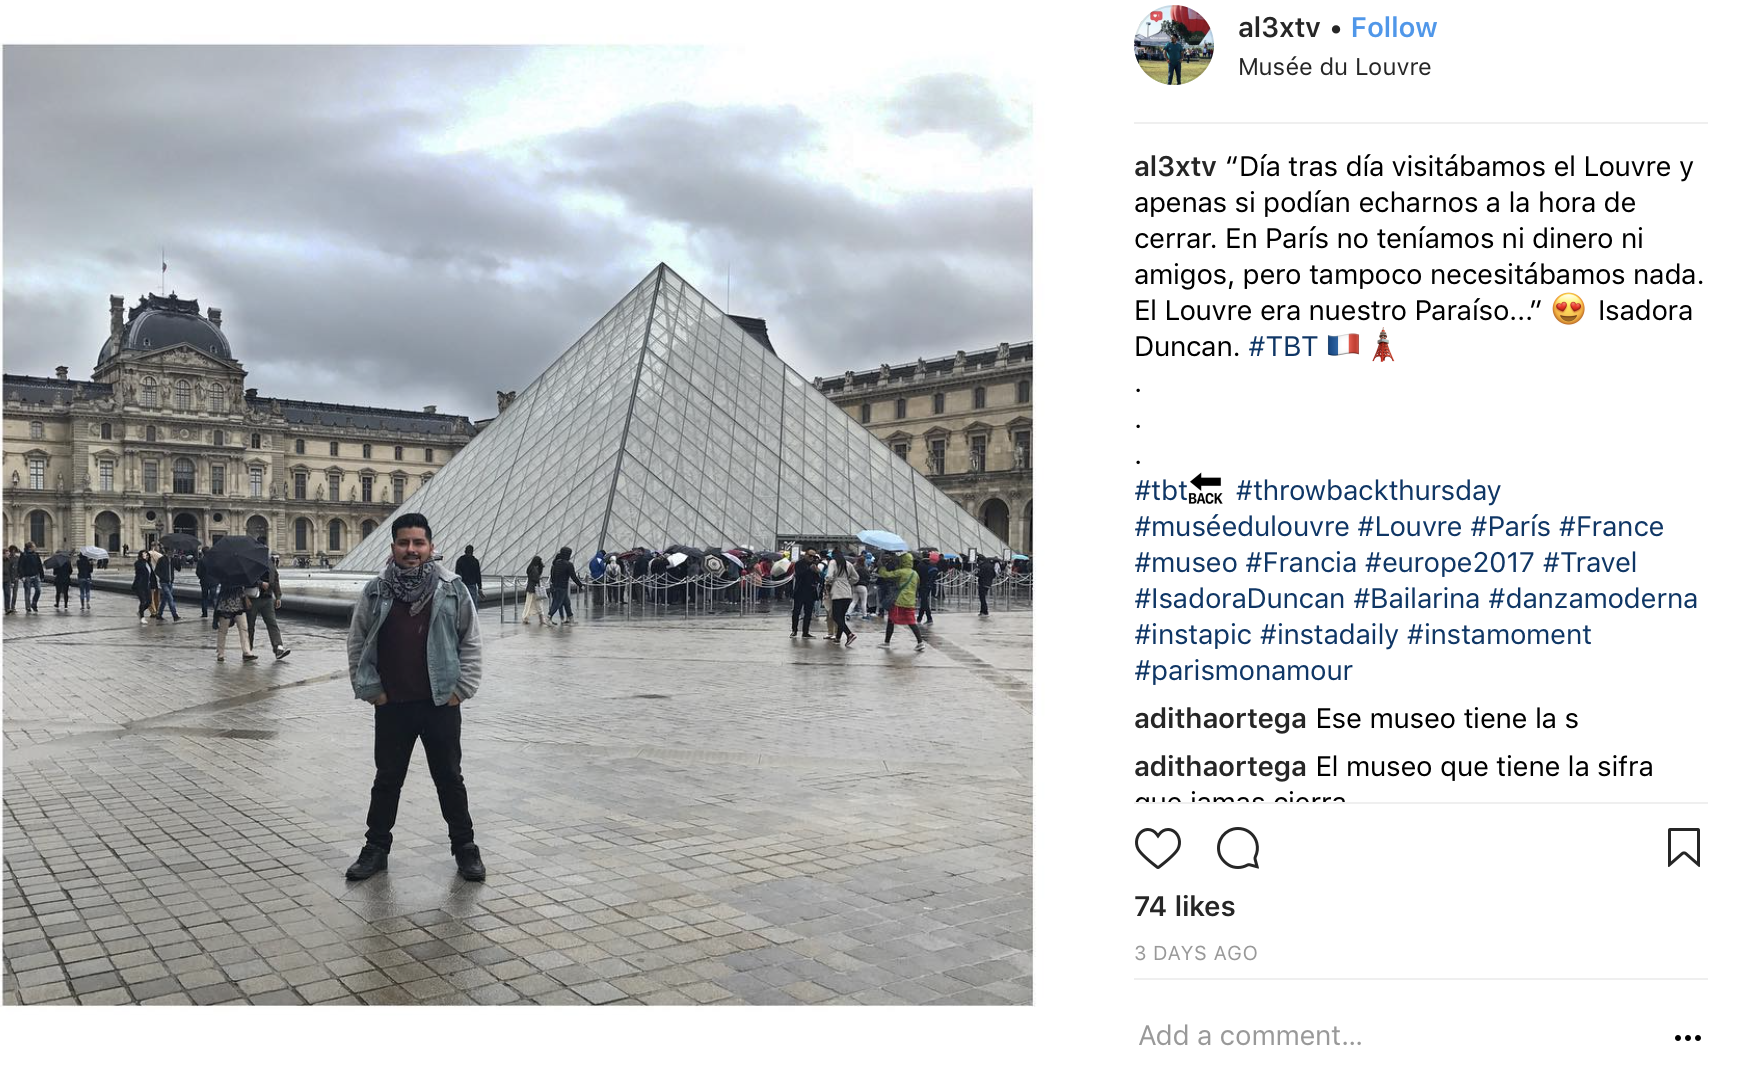 al3xtv • Follow
Musée du Louvre
al3xtv “Día tras día visitábamos el Louvre y
apenas si podían echarnos a la hora de
cerrar. En París no teníamos ni dinero ni
amigos, pero tampoco necesitábamos nada.
El Louvre era nuestro Paraíso...” 😍 Isadora
Duncan. #TBT 🇫🇷 🗼
.
.
.
#tbt🔙 #throwbackthursday
#muséedulouvre #Louvre #París #France
#museo #Francia #europe2017 #Travel
#IsadoraDuncan #Bailarina #danzamoderna
#instapic #instadaily #instamoment
#parismonamour
adithaortega Ese museo tiene la s
adithaortega El museo que tiene la sifra
que jamas cierra
74 likes
3 DAYS AGO
Add a comment...